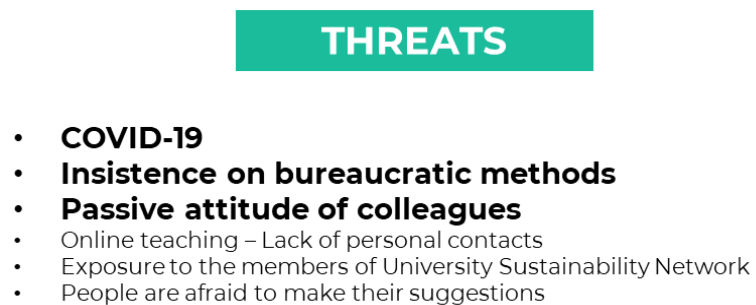 THREATS
• COVID-19
• Insistence on bureaucratic methods
• Passive attitude of colleagues
• Online teaching – Lack of personal contacts
• Exposure to the members of University Sustainability Network
• People are afraid to make their suggestions